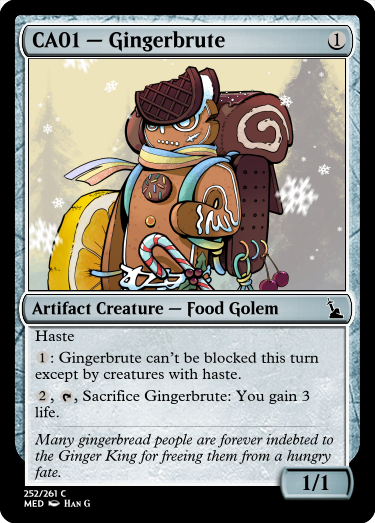 CA01 — Gingerbrute 1
Artifact Creature — Food Golem
Haste
1: Gingerbrute can't be blocked this turn
except by creatures with haste.
2, , Sacrifice Gingerbrute: You gain 3
life.
Many gingerbread people are forever indebted to
the Ginger King for freeing them from a hungry
fate.
1/1
252/261 C
MED HAN G